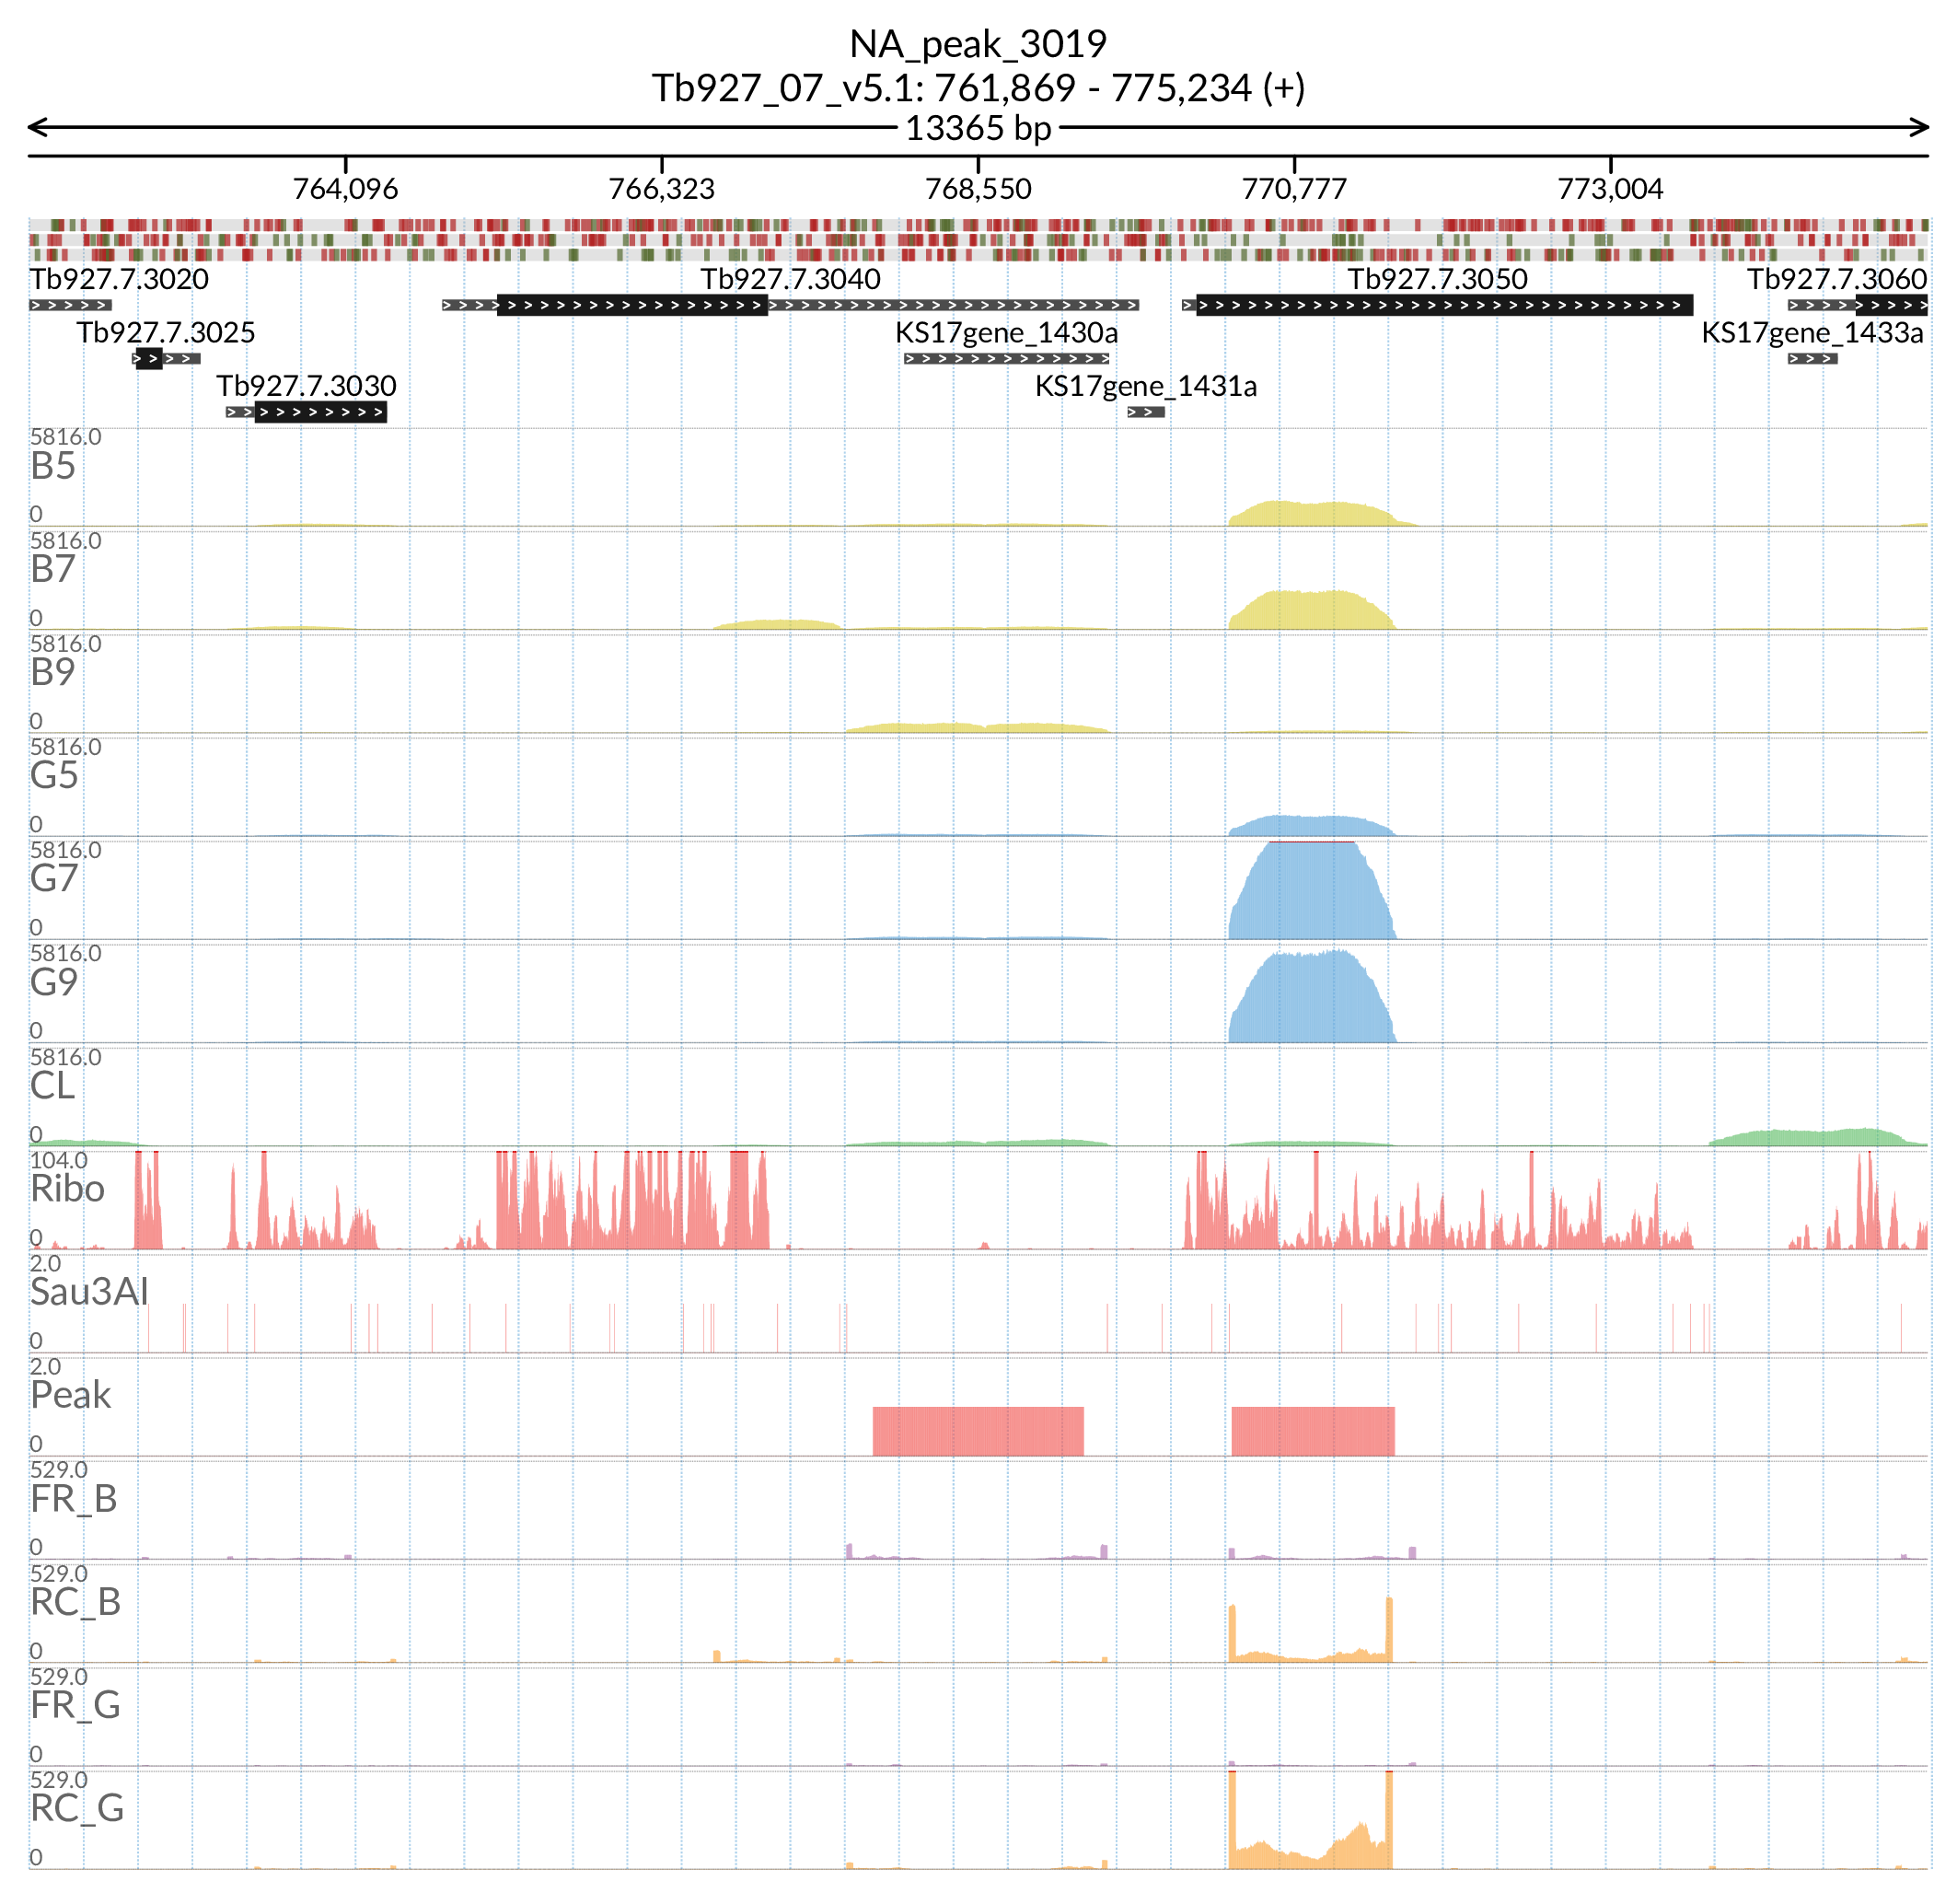 NA_peak_3019
Tb927_07_v5.1: 761,869 - 775,234 (+)
13365 bp
764,096 766,323 768,550 770,777 773,004
Tb927.7.3020 Tb927.7.3040 Tb927.7.3050 Tb927.7.3060
Tb927.7.3025 KS17gene_1430a KS17gene_1433a
Tb927.7.3030 KS17gene_1431a
5816.0
B5
0
5816.0
B7
0
5816.0
B9
0
5816.0
G5
0
5816.0
G7
0
5816.0
G9
0
5816.0
CL
0
104.0
Ribo
0
2.0
Sau3AI
0
2.0
Peak
0
529.0
FR_B
0
529.0
RC_B
0
529.0
FR_G
0
529.0
RC_G
0